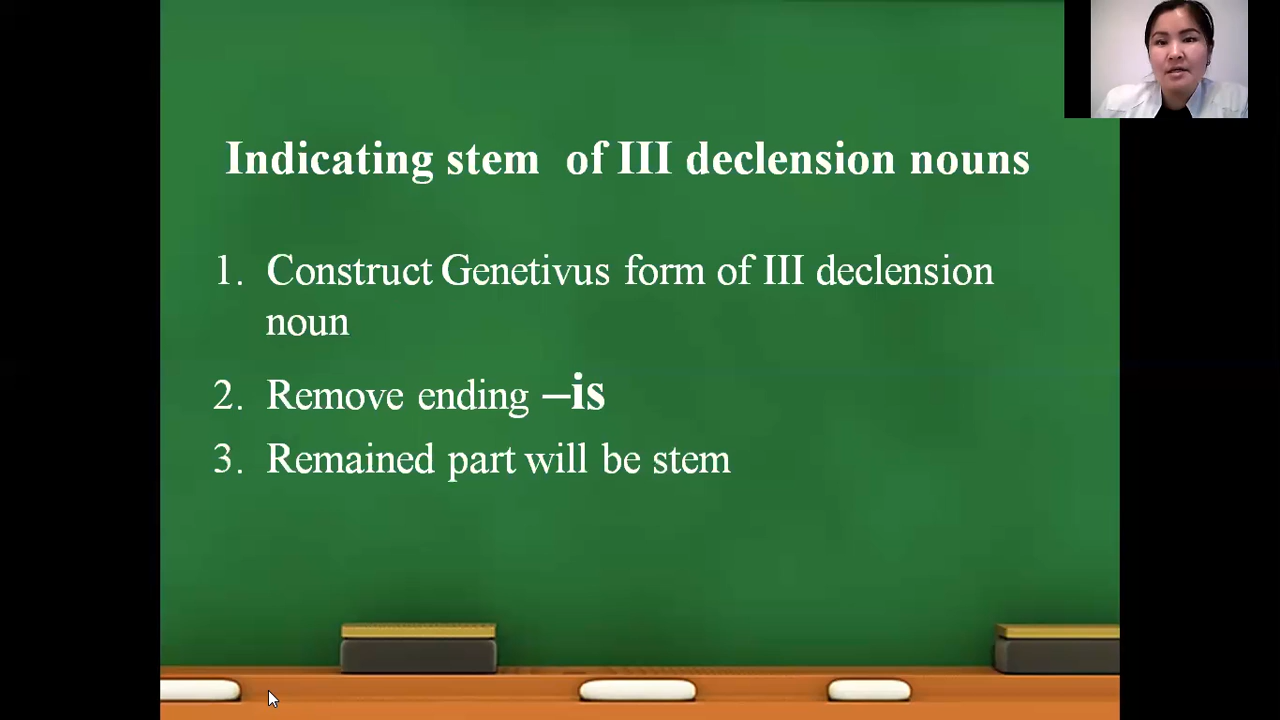 Indicating stem of III declension nouns
1. Construct Genetivus form of III declension
noun
2. Remove ending –is
3. Remained part will be stem